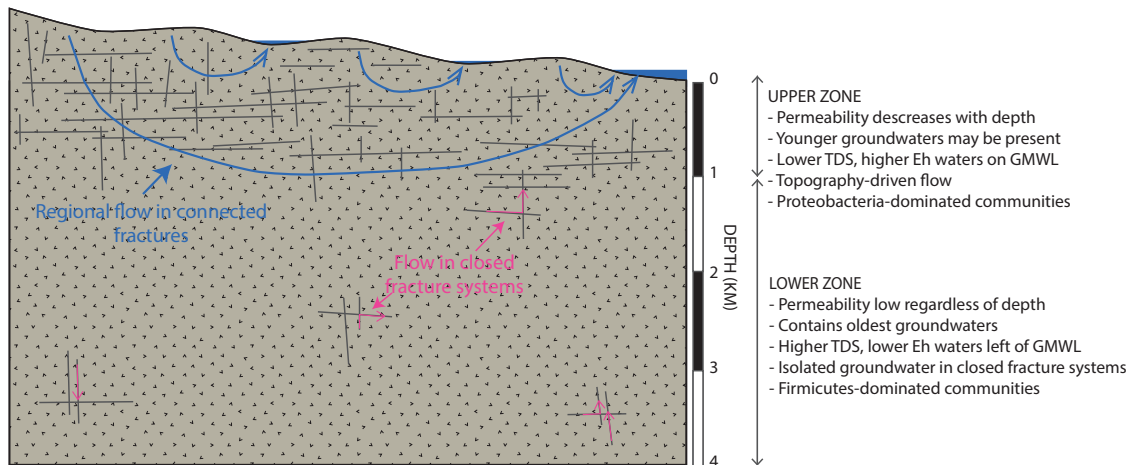 Regional flow in connected
fractures
Flow in closed
fracture systems
0
1
2
3
4
DEPTH (KM)
UPPER ZONE
- Permeability descreases with depth
- Younger groundwaters may be present
- Lower TDS, higher Eh waters on GMWL
- Topography-driven flow
- Proteobacteria-dominated communities
LOWER ZONE
- Permeability low regardless of depth
- Contains oldest groundwaters
- Higher TDS, lower Eh waters left of GMWL
- Isolated groundwater in closed fracture systems
- Firmicutes-dominated communities